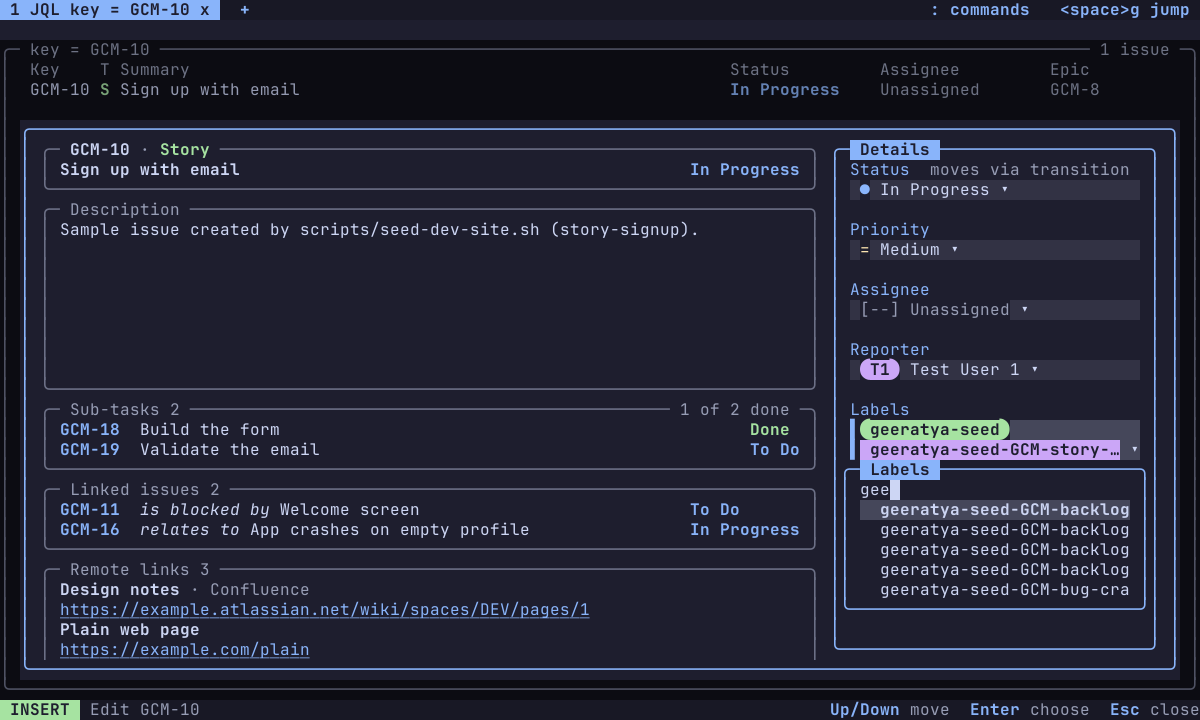 1 JQL key = GCM-10 x + : commands <space>g jump
key = GCM-10 1 issue
Key T Summary Status Assignee Epic
GCM-10 S Sign up with email In Progress Unassigned GCM-8
GCM-10 · Story
Sign up with email In Progress
Description
Sample issue created by scripts/seed-dev-site.sh (story-signup).
Sub-tasks 2 1 of 2 done
GCM-18 Build the form Done
GCM-19 Validate the email To Do
Linked issues 2
GCM-11 is blocked by Welcome screen To Do
GCM-16 relates to App crashes on empty profile In Progress
Remote links 3
Design notes · Confluence
https://example.atlassian.net/wiki/spaces/DEV/pages/1
Plain web page
https://example.com/plain
Details
Status moves via transition
● In Progress ▾
Priority
= Medium ▾
Assignee
[--] Unassigned ▾
Reporter
T1 Test User 1 ▾
Labels
geeratya-seed
geeratya-seed-GCM-story-… ▾
Labels
gee
geeratya-seed-GCM-backlog
geeratya-seed-GCM-backlog
geeratya-seed-GCM-backlog
geeratya-seed-GCM-backlog
geeratya-seed-GCM-bug-cra
INSERT Edit GCM-10 Up/Down move Enter choose Esc close